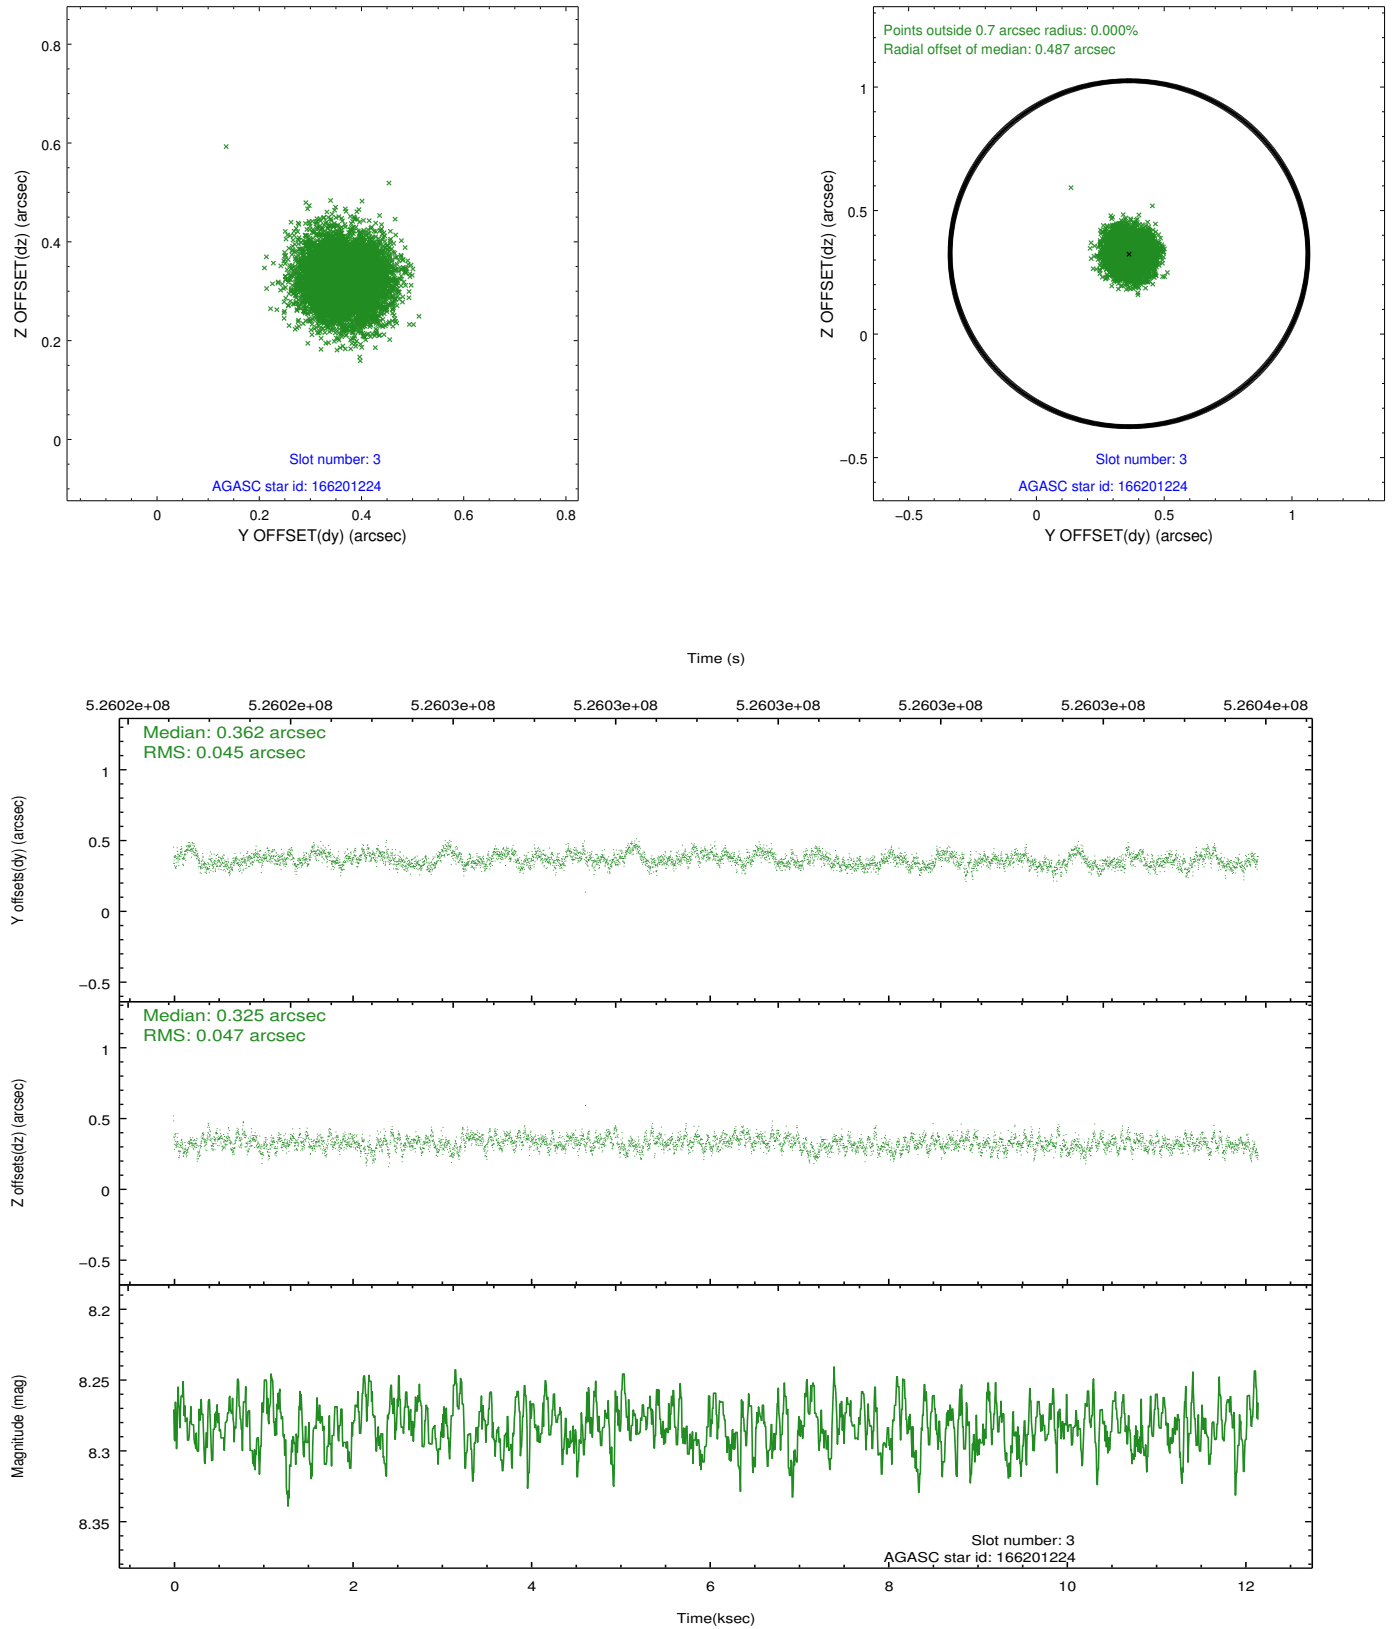 0.8
0.6
0.4
0.2
0
Z OFFSET(dz) (arcsec)
Slot number: 3
AGASC star id: 166201224
0 0.2 0.4 0.6 0.8
Y OFFSET(dy) (arcsec)
Points outside 0.7 arcsec radius: 0.000%
Radial offset of median: 0.487 arcsec
1
0.5
0
−0.5
Z OFFSET(dz) (arcsec)
Slot number: 3
AGASC star id: 166201224
−0.5 0 0.5 1
Y OFFSET(dy) (arcsec)
Time (s)
5.2602e+08 5.2602e+08 5.2603e+08 5.2603e+08 5.2603e+08 5.2603e+08 5.2603e+08 5.2604e+08
Median: 0.362 arcsec
RMS: 0.045 arcsec
1
0.5
0
−0.5
Y offsets(dy) (arcsec)
Median: 0.325 arcsec
RMS: 0.047 arcsec
1
0.5
0
−0.5
Z offsets(dz) (arcsec)
8.2
8.25
8.3
8.35
Magnitude (mag)
Slot number: 3
AGASC star id: 166201224
0 2 4 6 8 10 12
Time(ksec)